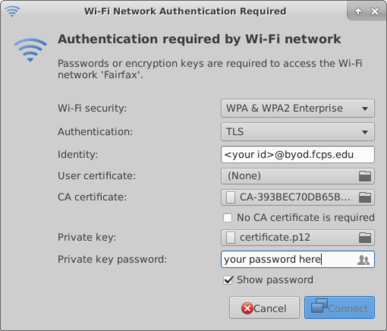 Wi-Fi Network Authentication Required
Authentication required by Wi-Fi network
Passwords or encryption keys are required to access the Wi-Fi
network 'Fairfax'.
Wi-Fi security: WPA & WPA2 Enterprise
Authentication: TLS
Identity: <your id>@byod.fcps.edu
User certificate: (None)
CA certificate: CA-393BEC70DB65B...
No CA certificate is required
Private key: certificate.p12
Private key password: your password here
Show password
Cancel Connect